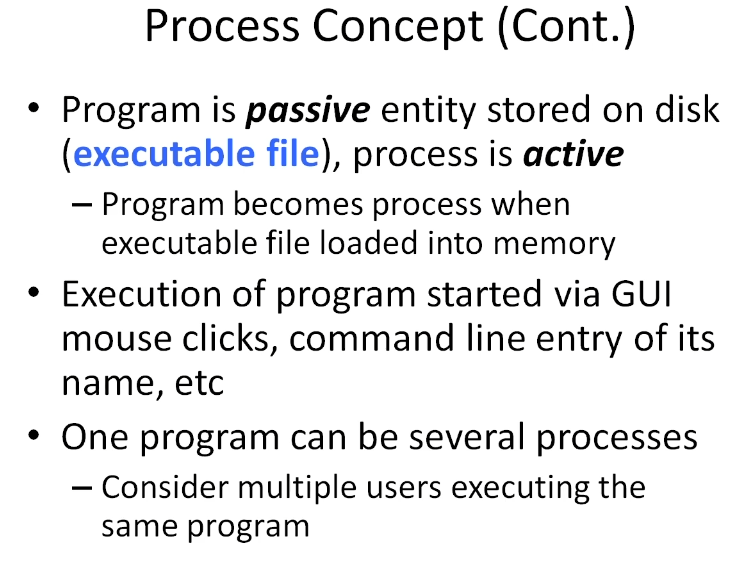 Process Concept (Cont.)
• Program is passive entity stored on disk
(executable file), process is active
– Program becomes process when
executable file loaded into memory
• Execution of program started via GUI
mouse clicks, command line entry of its
name, etc
• One program can be several processes
– Consider multiple users executing the
same program